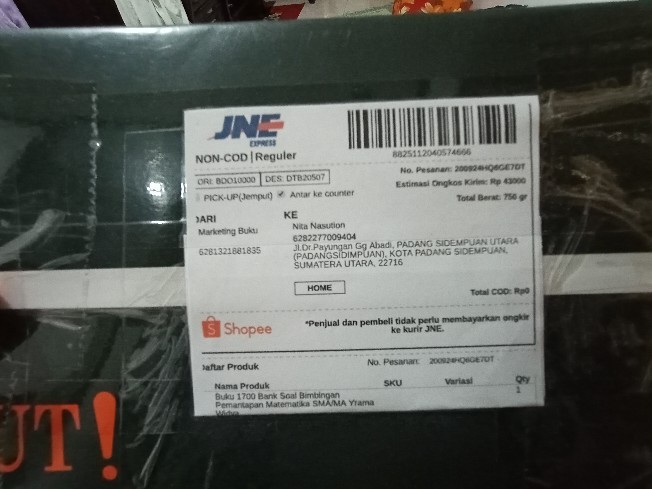 JNE
EXPRESS
8825112040574666
NON-COD | Reguler
No. Pesanan: 200924HQ6GE7DT
ORI: BDO10000 DES: DTB20507
Estimasi Ongkos Kirim: Rp 43000
PICK-UP(Jemput) Antar ke counter
Total Berat: 756 gr
DARI KE
Marketing Buku Nita Nasution
6282277009404
6281321881835 Jl.Dr.Payungan Gg Abadi, PADANG SIDEMPUAN UTARA
(PADANGSIDIMPUAN), KOTA PADANG SIDEMPUAN,
SUMATERA UTARA, 22716
HOME
Total COD: Rp0
Shopee
*Penjual dan pembeli tidak perlu membayarkan ongkir
ke kurir JNE.
Daftar Produk No. Pesanan: 200924HQ6GE7DT
Nama Produk SKU Variasi Qty
Buku 1700 Bank Soal Bimbingan 1
Pemantapan Matematika SMA/MA Yrama
Widya
UT!